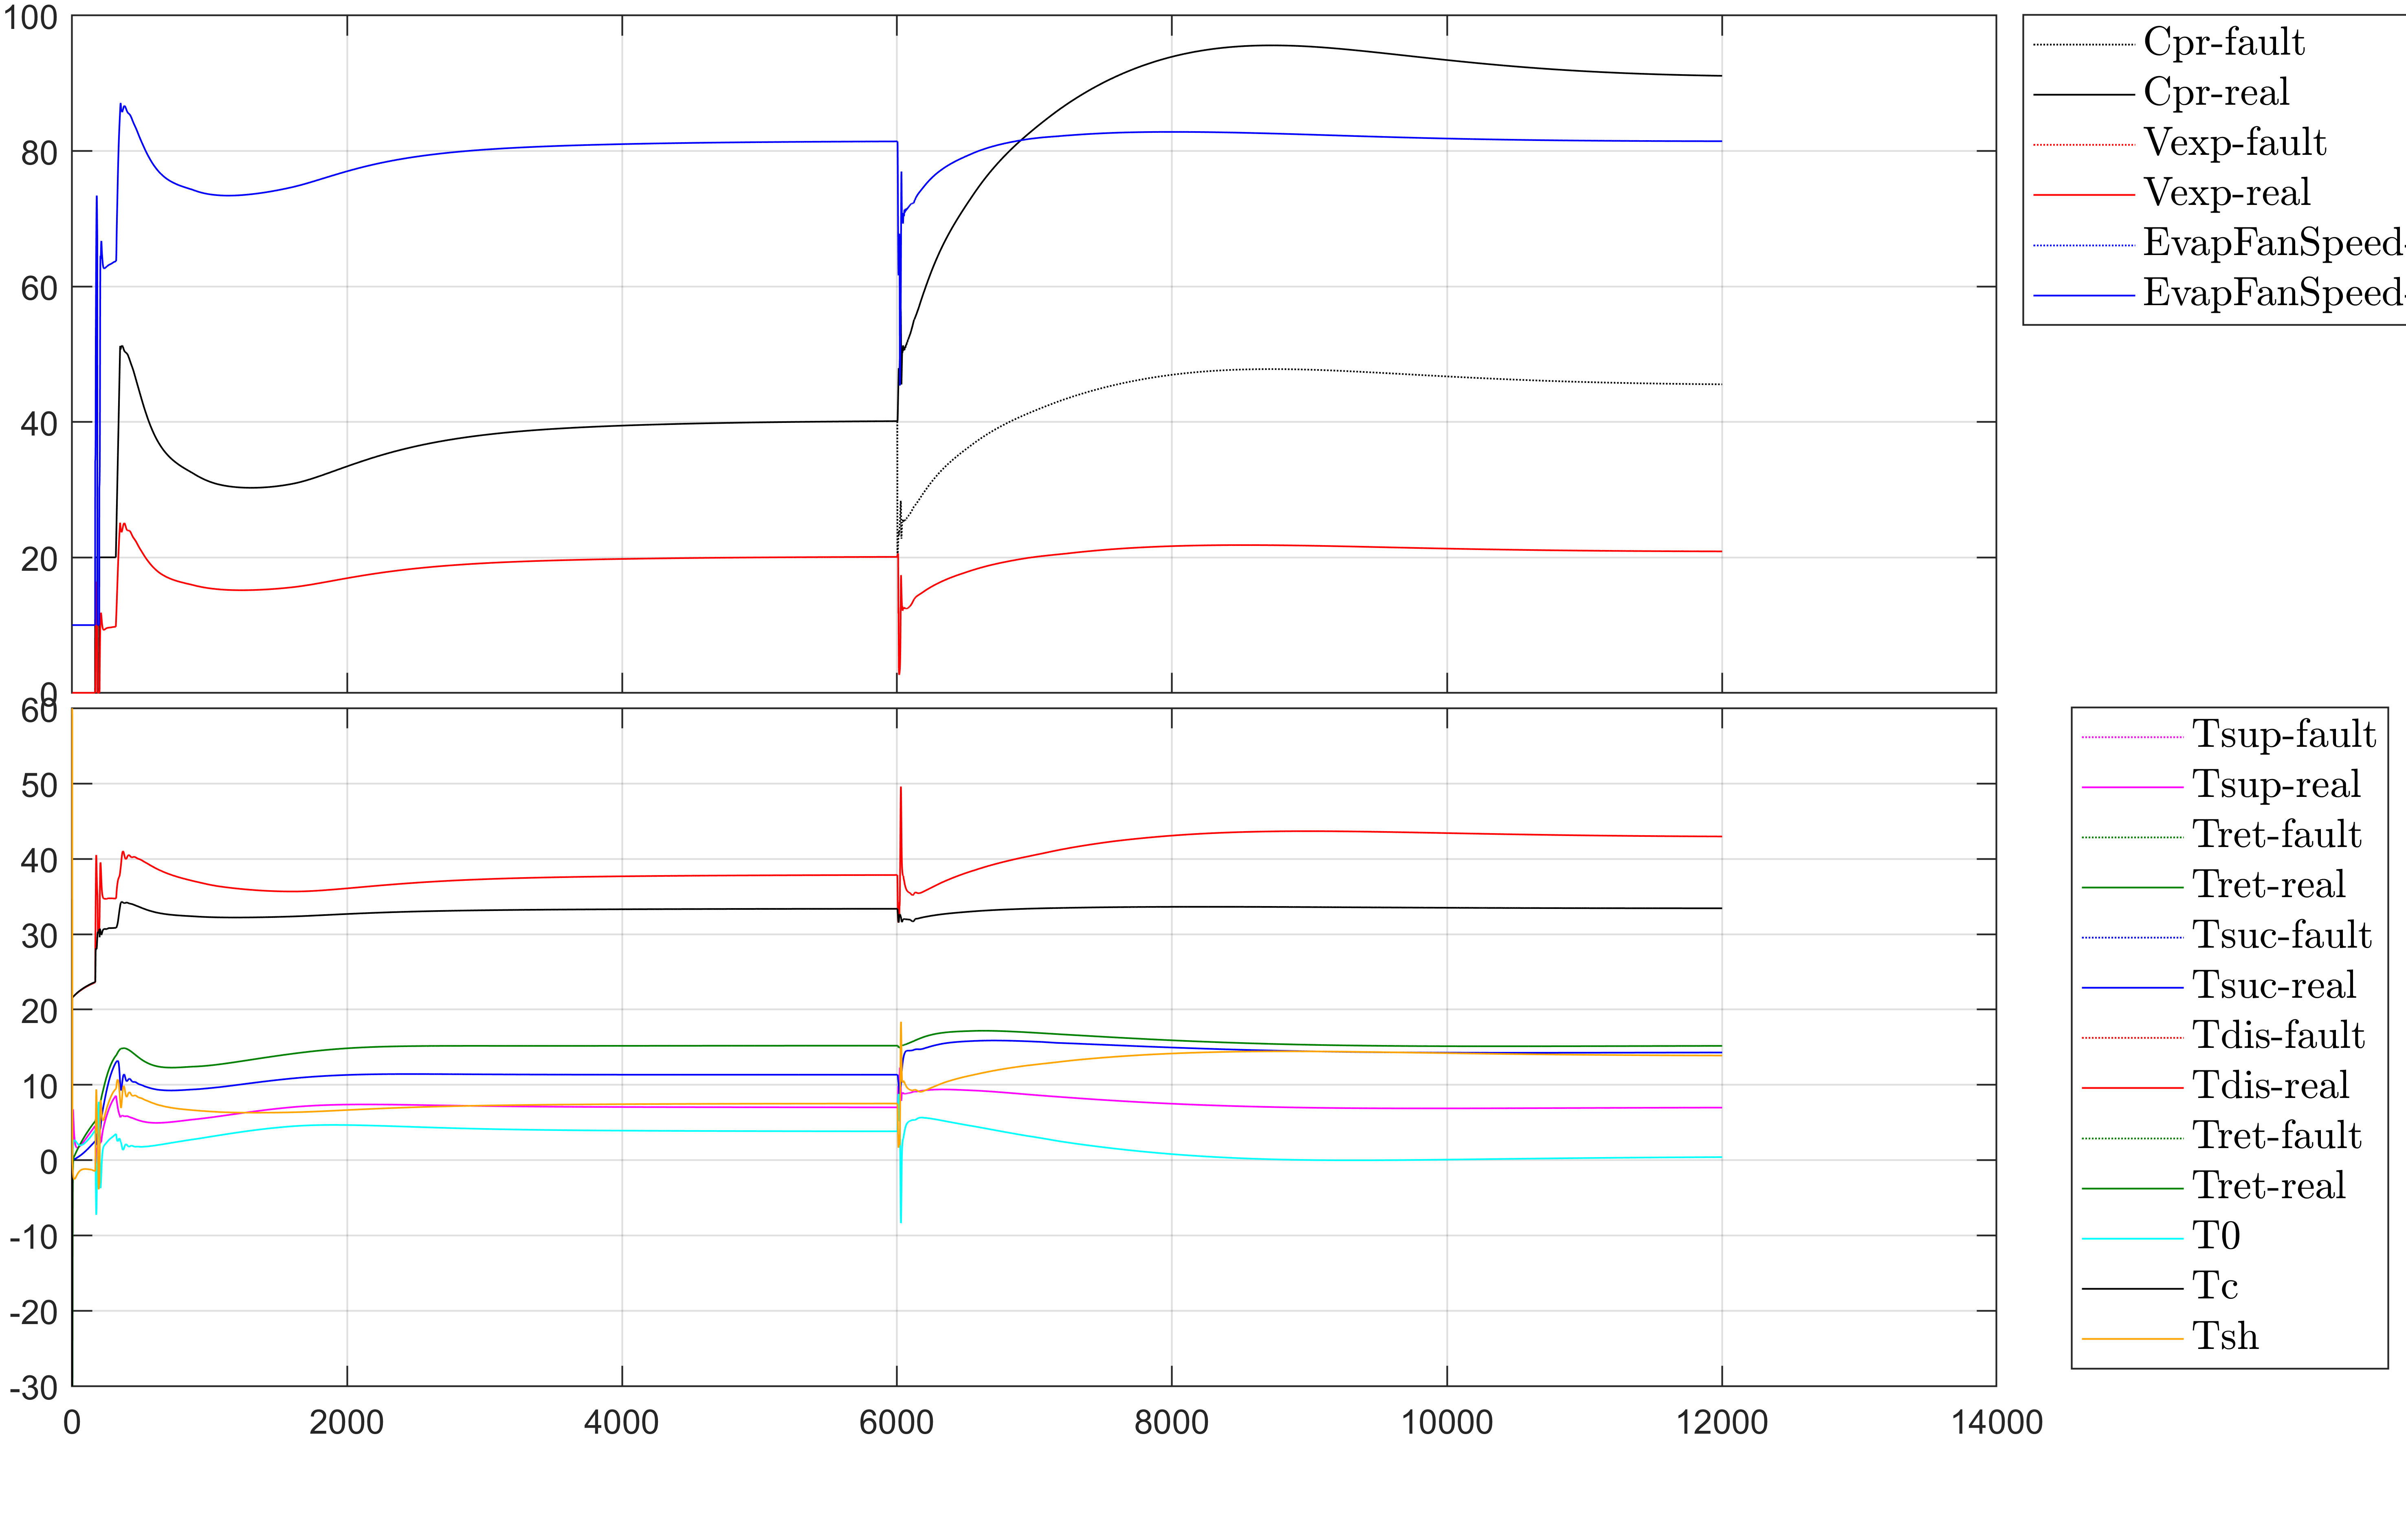 100
80
60
40
20
0
Cpr-fault
Cpr-real
Vexp-fault
Vexp-real
EvapFanSpeed-
EvapFanSpeed-
60
50
40
30
20
10
0
-10
-20
-30
0 2000 4000 6000 8000 10000 12000 14000
Tsup-fault
Tsup-real
Tret-fault
Tret-real
Tsuc-fault
Tsuc-real
Tdis-fault
Tdis-real
Tret-fault
Tret-real
T0
Tc
Tsh